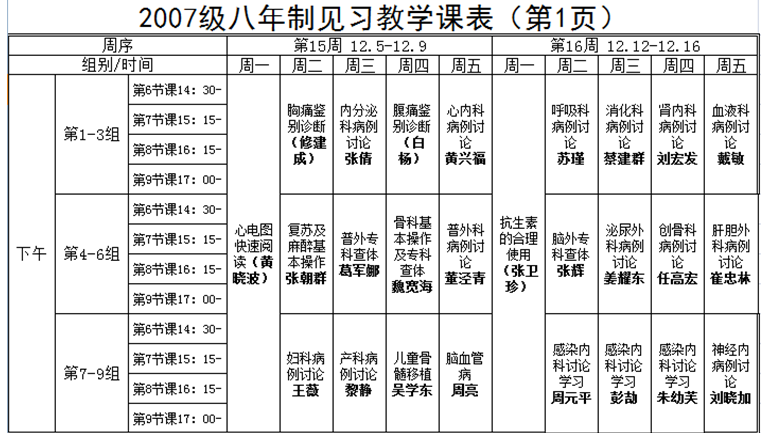 2007级八年制见习教学课表（第1页）
周序 第15周 12.5-12.9 第16周 12.12-12.16
组别/时间 周一 周二 周三 周四 周五 周一 周二 周三 周四 周五
下午
第1-3组
第6节课14: 30-
第7节课15: 15-
第8节课16: 15-
第9节课17: 00-
第4-6组
第6节课14: 30-
第7节课15: 15-
第8节课16: 15-
第9节课17: 00-
第7-9组
第6节课14: 30-
第7节课15: 15-
第8节课16: 15-
第9节课17: 00-
心电图
快速阅
读(黄
晓波)
胸痛鉴
别诊断
(修建
成)
内分泌
科病例
讨论
张倩
腹痛鉴
别诊断
(白
杨)
心内科
病例讨
论
黄兴福
抗生素
的合理
使用
(张卫
珍)
呼吸科
病例讨
论
苏瑾
消化科
病例讨
论
蔡建群
肾内科
病例讨
论
刘宏发
血液科
病例讨
论
戴敏
复苏及
麻醉基
本操作
张朝群
普外专
科查体
葛军娜
骨科基
本操作
及专科
查体
魏宽海
普外科
病例讨
论
董泾青
脑外专
科查体
张辉
泌尿外
科病例
讨论
姜耀东
创骨科
病例讨
论
任高宏
肝胆外
科病例
讨论
崔忠林
妇科病
例讨论
王薇
产科病
例讨论
黎静
儿童骨
髓移植
吴学东
脑血管
病
周亮
感染内
科讨论
学习
周元平
感染内
科讨论
学习
彭劼
感染内
科讨论
学习
朱幼芙
神经内
病例讨
论
刘晓加